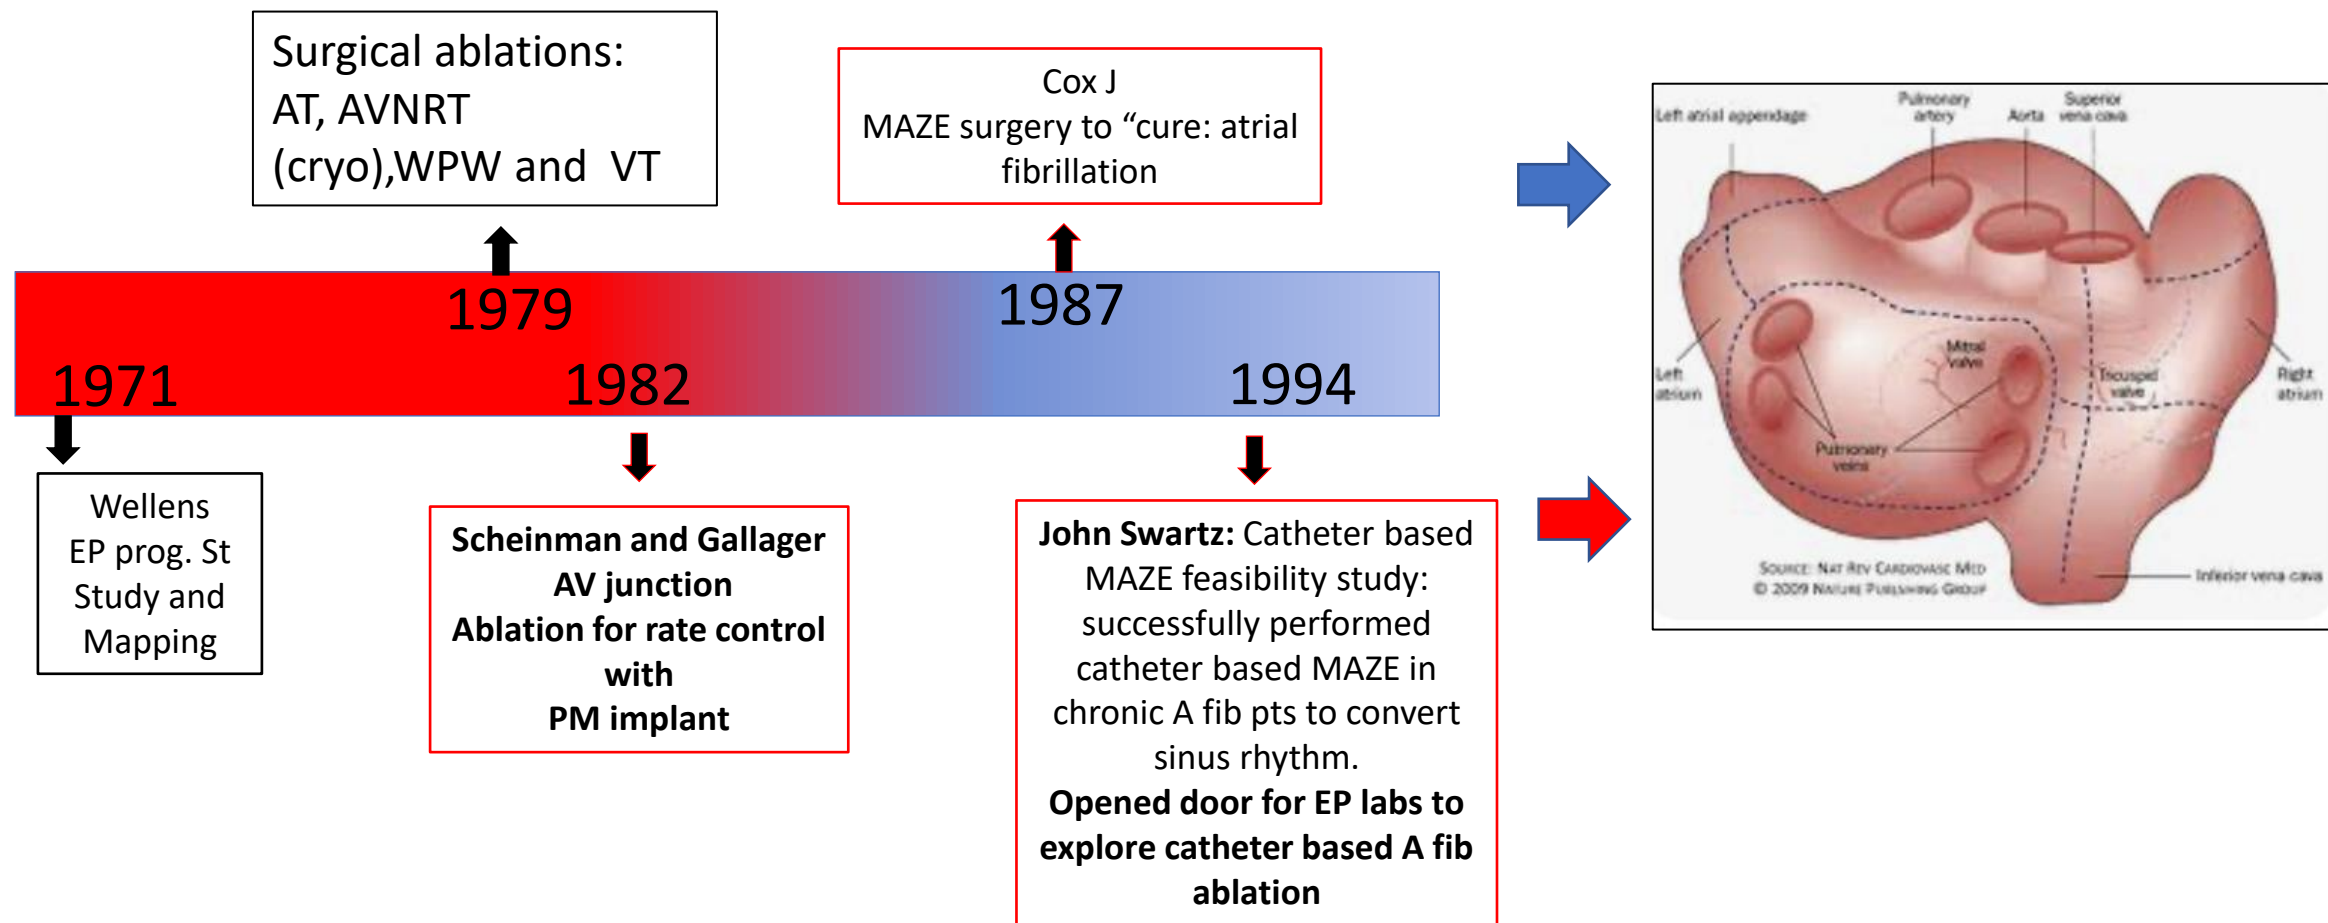 Surgical ablations:
AT, AVNRT
(cryo),WPW and VT
Cox J
MAZE surgery to “cure: atrial
fibrillation
1979
1987
1971
1982
1994
Wellens
EP prog. St
Study and
Mapping
Scheinman and Gallager
AV junction
Ablation for rate control
with
PM implant
John Swartz: Catheter based
MAZE feasibility study:
successfully performed
catheter based MAZE in
chronic A fib pts to convert
sinus rhythm.
Opened door for EP labs to
explore catheter based A fib
ablation
Left atrial appendage
Pulmonary
artery
Aorta
Superior
vena cava
Left
atrium
Mitral
valve
Tricuspid
valve
Right
atrium
Pulmonary
veins
Inferior vena cava
SOURCE: NAT REV CARDIOVASC MED
© 2009 NATURE PUBLISHING GROUP